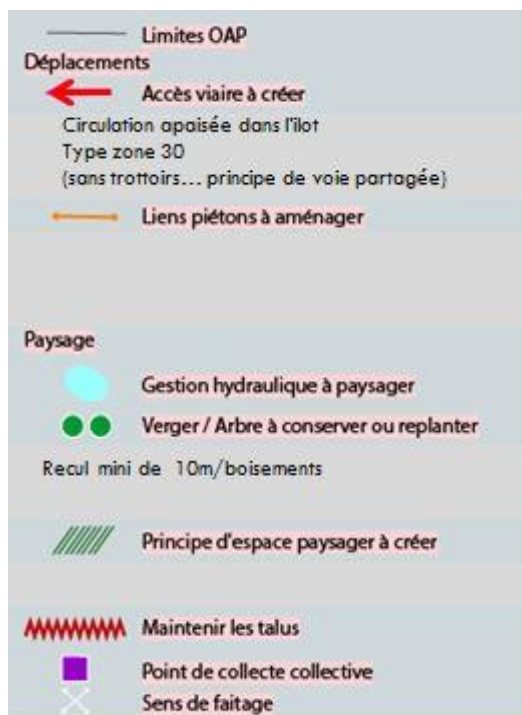 Limites OAP
Déplacements
Accès viaire à créer
Circulation apaisée dans l'îlot
Type zone 30
(sans trottoirs... principe de voie partagée)
Liens piétons à aménager
Paysage
Gestion hydraulique à paysager
Verger / Arbre à conserver ou replanter
Recul mini de 10m/boisements
Principe d'espace paysager à créer
Maintenir les talus
Point de collecte collective
Sens de faitage